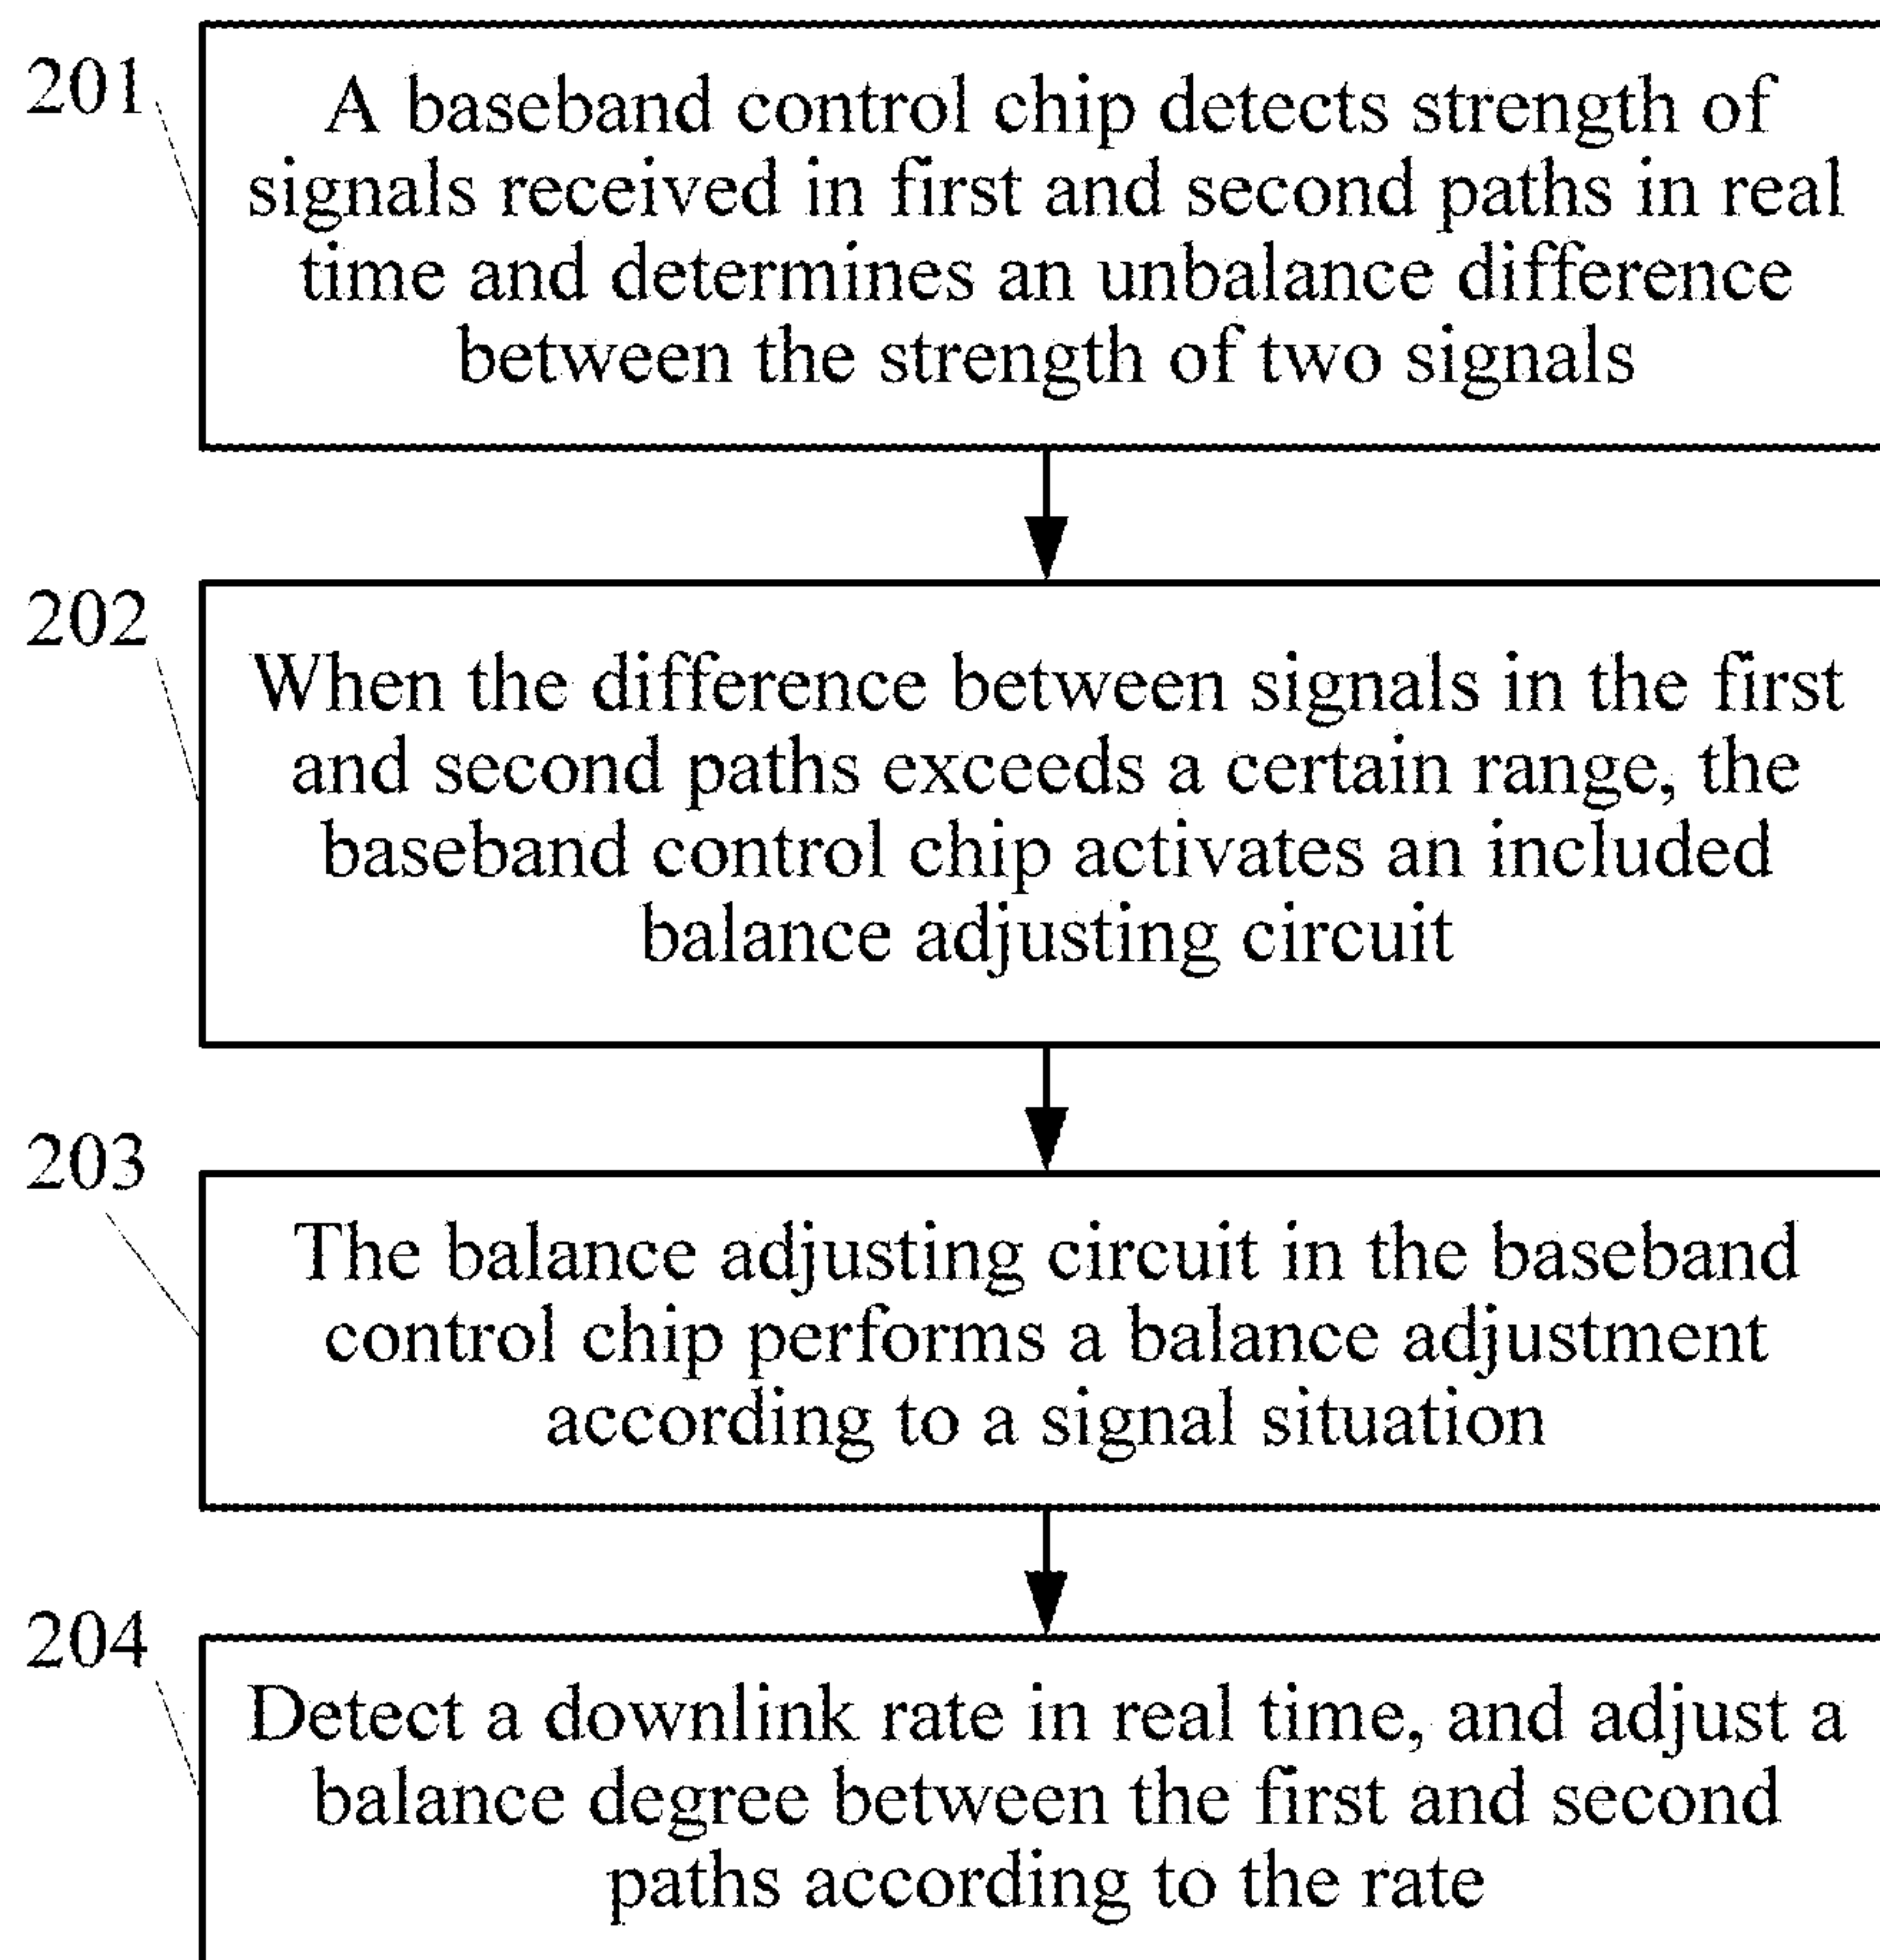 201
A baseband control chip detects strength of
signals received in first and second paths in real
time and determines an unbalance difference
between the strength of two signals
202
When the difference between signals in the first
and second paths exceeds a certain range, the
baseband control chip activates an included
balance adjusting circuit
203
The balance adjusting circuit in the baseband
control chip performs a balance adjustment
according to a signal situation
204
Detect a downlink rate in real time, and adjust a
balance degree between the first and second
paths according to the rate